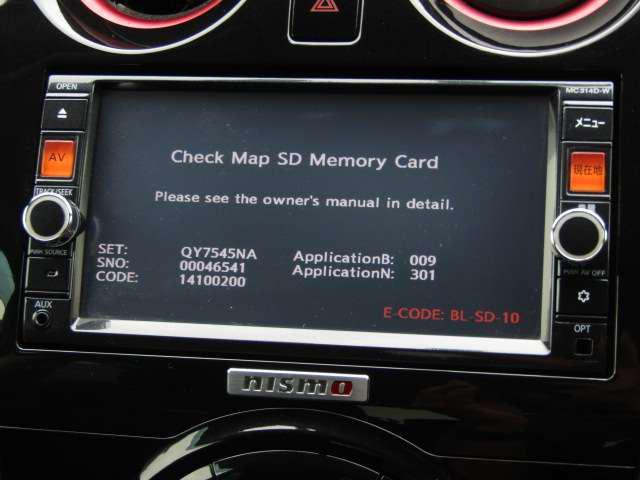 OPEN
MC314D-W
メニュー
AV
現在地
TRACK/SEEK
PUSH SOURCE
PUSH AV OFF
AUX
OPT
Check Map SD Memory Card
Please see the owner's manual in detail.
SET: QY7545NA ApplicationB: 009
SNO: 00046541 ApplicationN: 301
CODE: 14100200
E-CODE: BL-SD-10
nismo